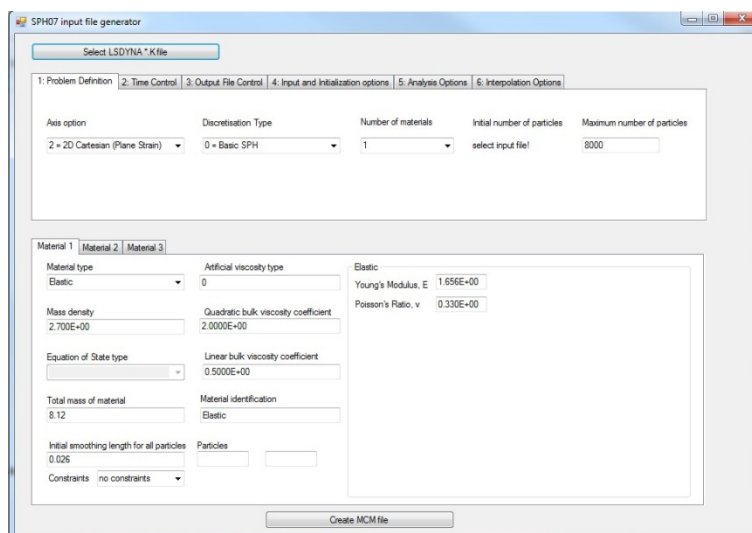 SPH07 input file generator
Select LSDYNA *.K file
1: Problem Definition 2: Time Control 3: Output File Control 4: Input and Initialization options 5: Analysis Options 6: Interpolation Options
Axis option Discretisation Type Number of materials Initial number of particles Maximum number of particles
2 = 2D Cartesian (Plane Strain) 0 = Basic SPH 1 select input file! 8000
Material 1 Material 2 Material 3
Material type Artificial viscosity type Elastic
Elastic 0 Young's Modulus, E 1.656E+00
Mass density Quadratic bulk viscosity coefficient Poisson's Ratio, v 0.330E+00
2.700E+00 2.0000E+00
Equation of State type Linear bulk viscosity coefficient
0.5000E+00
Total mass of material Material identification
8.12 Elastic
Initial smoothing length for all particles Particles
0.026
Constraints no constraints
Create MCM file